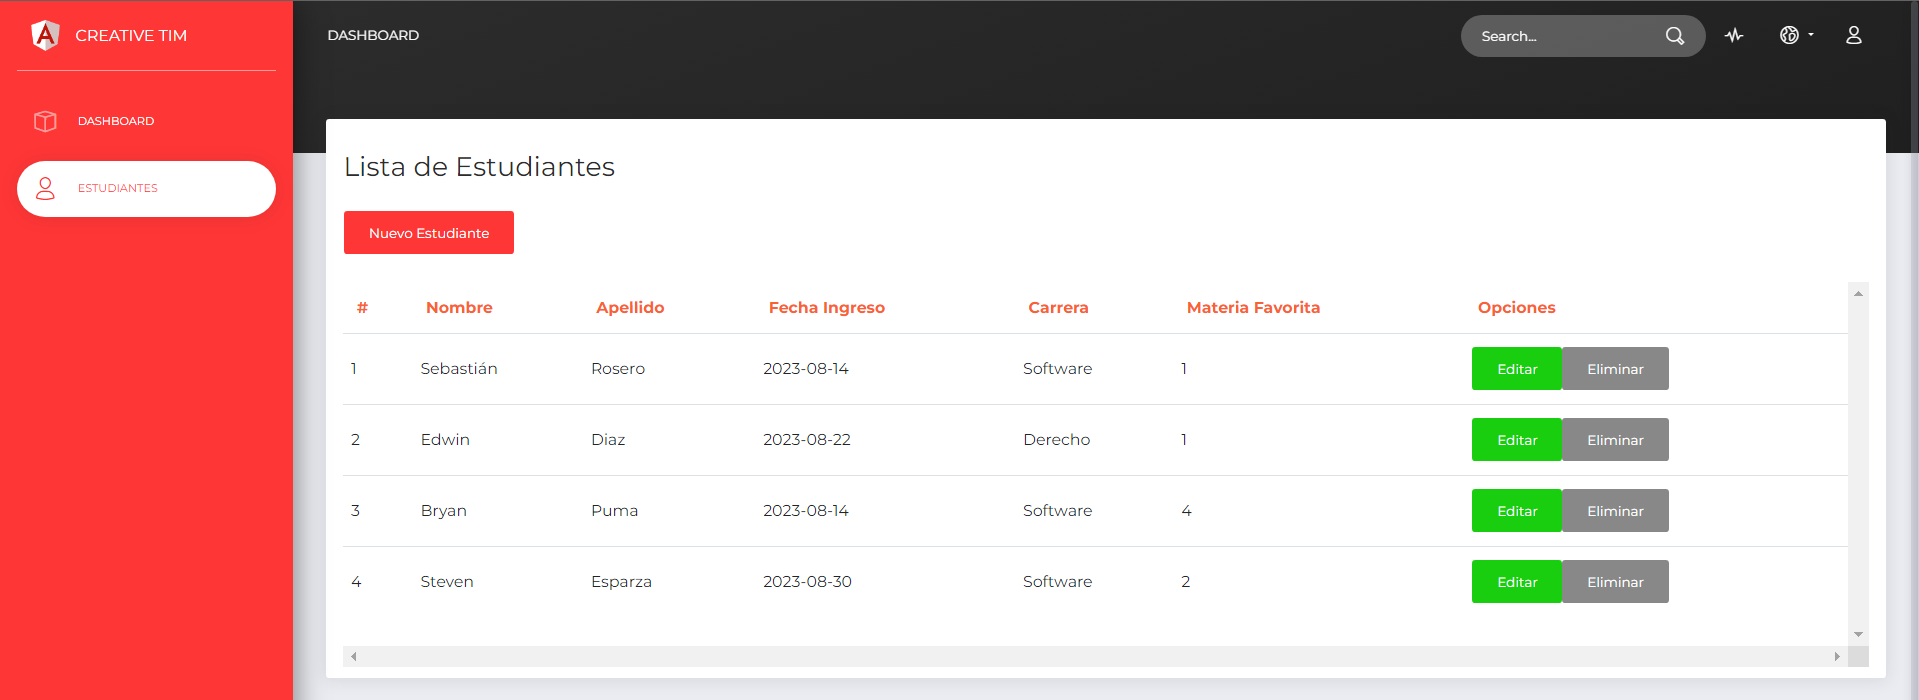 CREATIVE TIM
DASHBOARD
ESTUDIANTES
DASHBOARD
Search...
Lista de Estudiantes
Nuevo Estudiante
# Nombre Apellido Fecha Ingreso Carrera Materia Favorita Opciones
1 Sebastián Rosero 2023-08-14 Software 1 Editar Eliminar
2 Edwin Diaz 2023-08-22 Derecho 1 Editar Eliminar
3 Bryan Puma 2023-08-14 Software 4 Editar Eliminar
4 Steven Esparza 2023-08-30 Software 2 Editar Eliminar